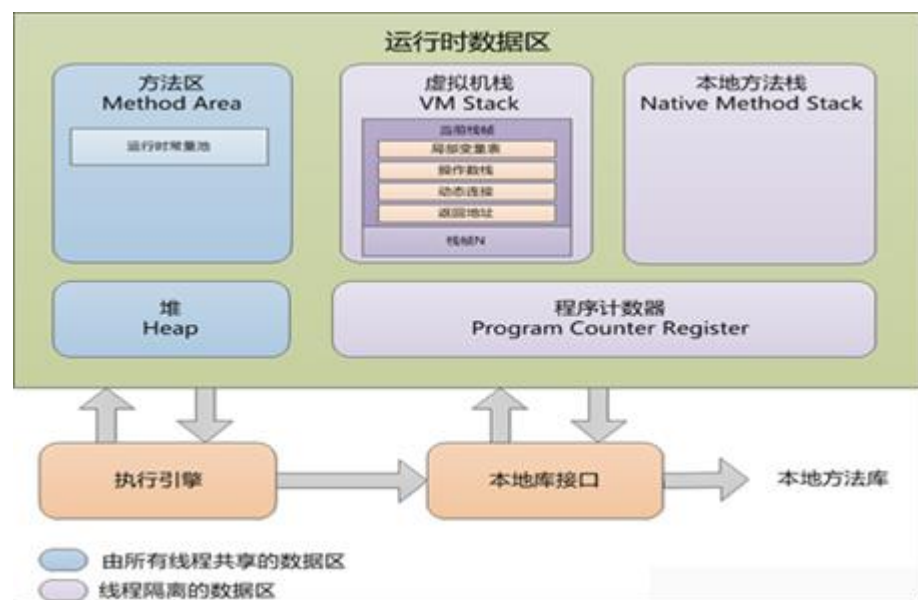 运行时数据区
方法区
Method Area
运行时常量池
虚拟机栈
VM Stack
当前栈帧
局部变量表
操作数栈
动态连接
返回地址
栈帧N
本地方法栈
Native Method Stack
堆
Heap
程序计数器
Program Counter Register
执行引擎
本地库接口
本地方法库
由所有线程共享的数据区
线程隔离的数据区